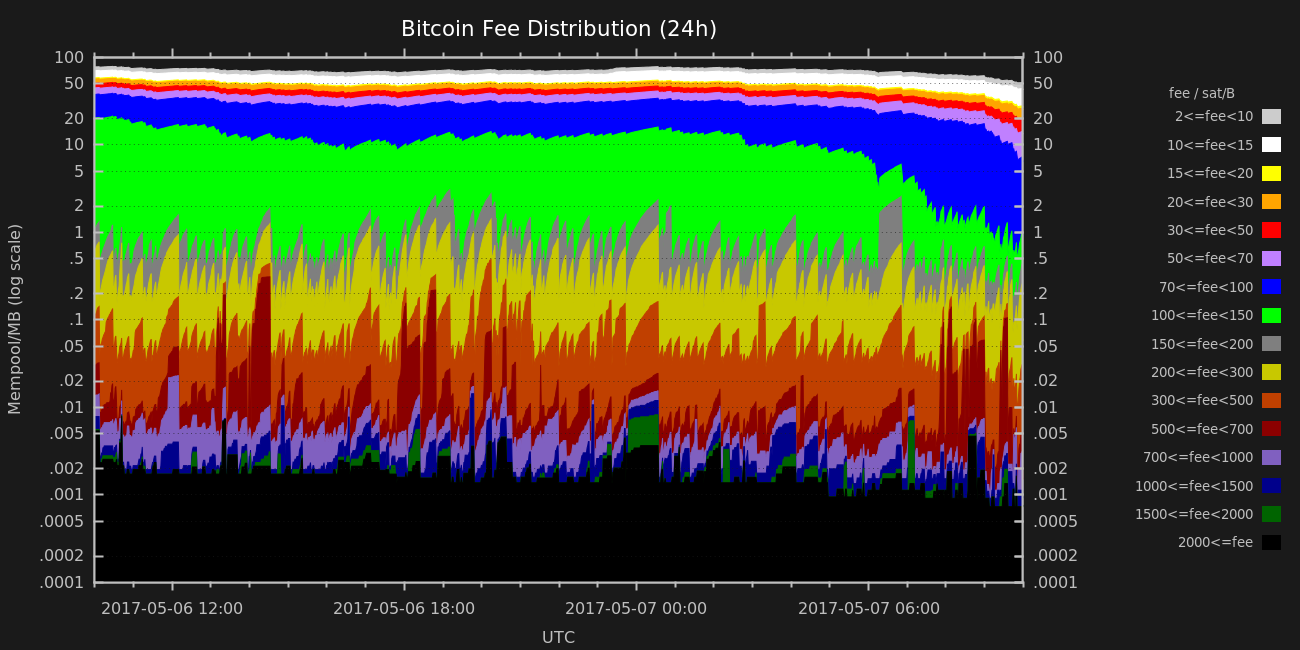 Bitcoin Fee Distribution (24h)
100
50
20
10
5
2
1
.5
.2
.1
.05
.02
.01
.005
.002
.001
.0005
.0002
.0001
Mempool/MB (log scale)
100
50
20
10
5
2
1
.5
.2
.1
.05
.02
.01
.005
.002
.001
.0005
.0002
.0001
2017-05-06 12:00
2017-05-06 18:00
2017-05-07 00:00
2017-05-07 06:00
UTC
fee / sat/B
2<=fee<10
10<=fee<15
15<=fee<20
20<=fee<30
30<=fee<50
50<=fee<70
70<=fee<100
100<=fee<150
150<=fee<200
200<=fee<300
300<=fee<500
500<=fee<700
700<=fee<1000
1000<=fee<1500
1500<=fee<2000
2000<=fee